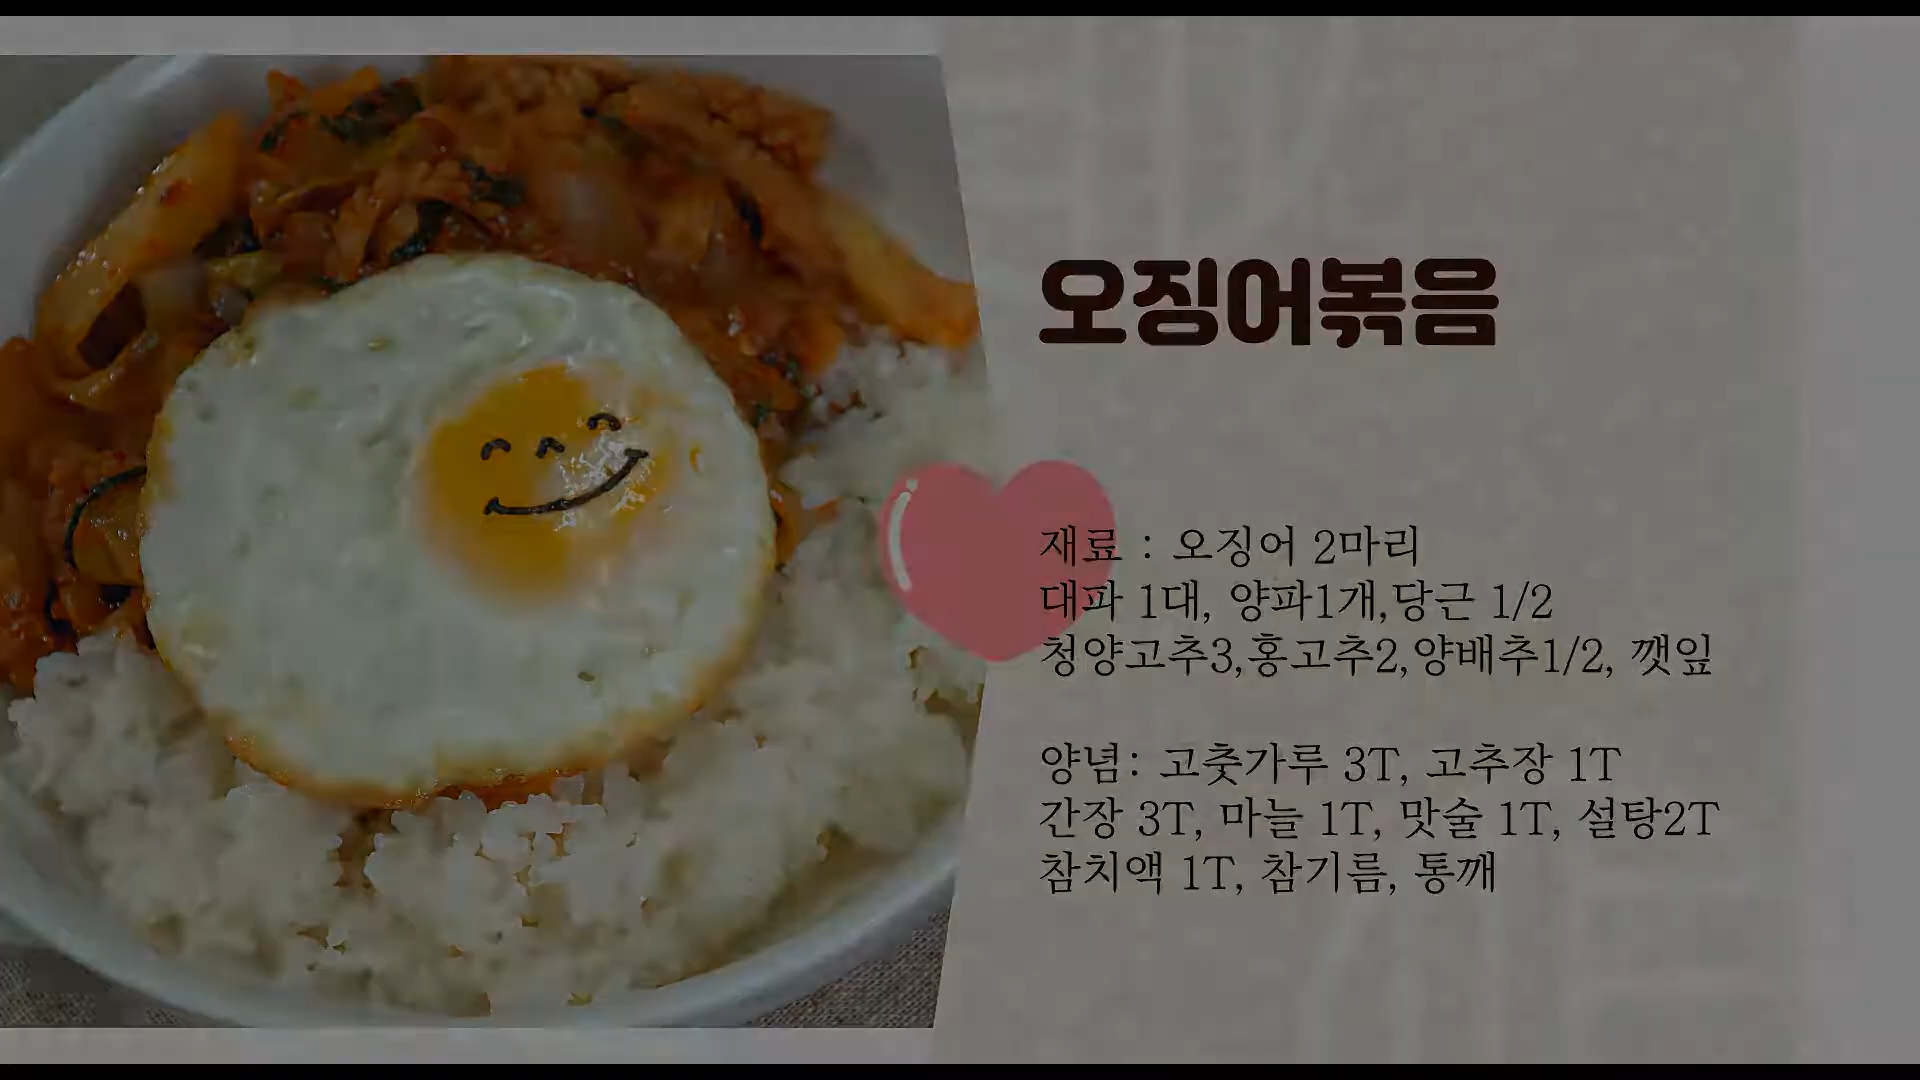 오징어볶음
재료 : 오징어 2마리
대파 1대, 양파1개,당근 1/2
청양고추3,홍고추2,양배추1/2, 깻잎
양념: 고춧가루 3T, 고추장 1T
간장 3T, 마늘 1T, 맛술 1T, 설탕2T
참치액 1T, 참기름, 통깨